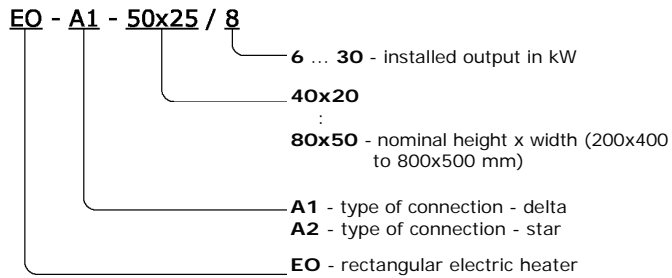 EO - A1 - 50x25 / 8
6 ... 30 - installed output in kW
40x20
:
80x50 - nominal height x width (200x400
to 800x500 mm)
A1 - type of connection - delta
A2 - type of connection - star
EO - rectangular electric heater